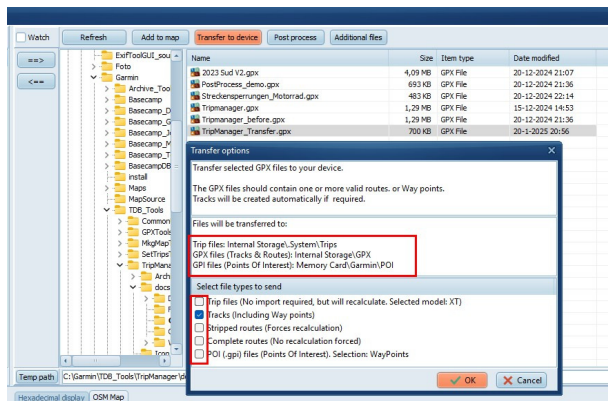 Watch
Refresh
Add to map
Transfer to device
Post process
Additional files
==>
<==
ExifToolGUI_sou
Foto
Garmin
Archive_Too
Basecamp
Basecamp_D
Basecamp_G
Basecamp_J
Basecamp_M
Basecamp_T
BasecampDB
install
Maps
MapSource
TDB_Tools
Common
GPXTools
MkgMapT
SetTripsT
TripMana
Arch
docs
Name Size Item type Date modified
2023 Sud V2.gpx 4,09 MB GPX File 20-12-2024 21:07
PostProcess_demo.gpx 693 KB GPX File 20-12-2024 21:36
Streckensperrungen_Motorrad.gpx 483 KB GPX File 20-12-2024 22:14
Tripmanager.gpx 1,29 MB GPX File 15-12-2024 14:53
Tripmanager_before.gpx 1,29 MB GPX File 20-12-2024 21:36
TripManager_Transfer.gpx 700 KB GPX File 20-1-2025 20:56
Transfer options
Transfer selected GPX files to your device.
The GPX files should contain one or more valid routes. or Way points.
Tracks will be created automatically if required.
Files will be transferred to:
Trip files: Internal Storage\.System\Trips
GPX files (Tracks & Routes): Internal Storage\GPX
GPI files (Points Of Interest): Memory Card\Garmin\POI
Select file types to send
Trip files (No import required, but will recalculate. Selected model: XT)
Tracks (Including Way points)
Stripped routes (Forces recalculation)
Complete routes (No recalculation forced)
POI (.gpi) files (Points Of Interest). Selection: WayPoints
OK
Cancel
Temp path
C:\Garmin\TDB_Tools\TripManager\d
Hexadecimal display
OSM Map